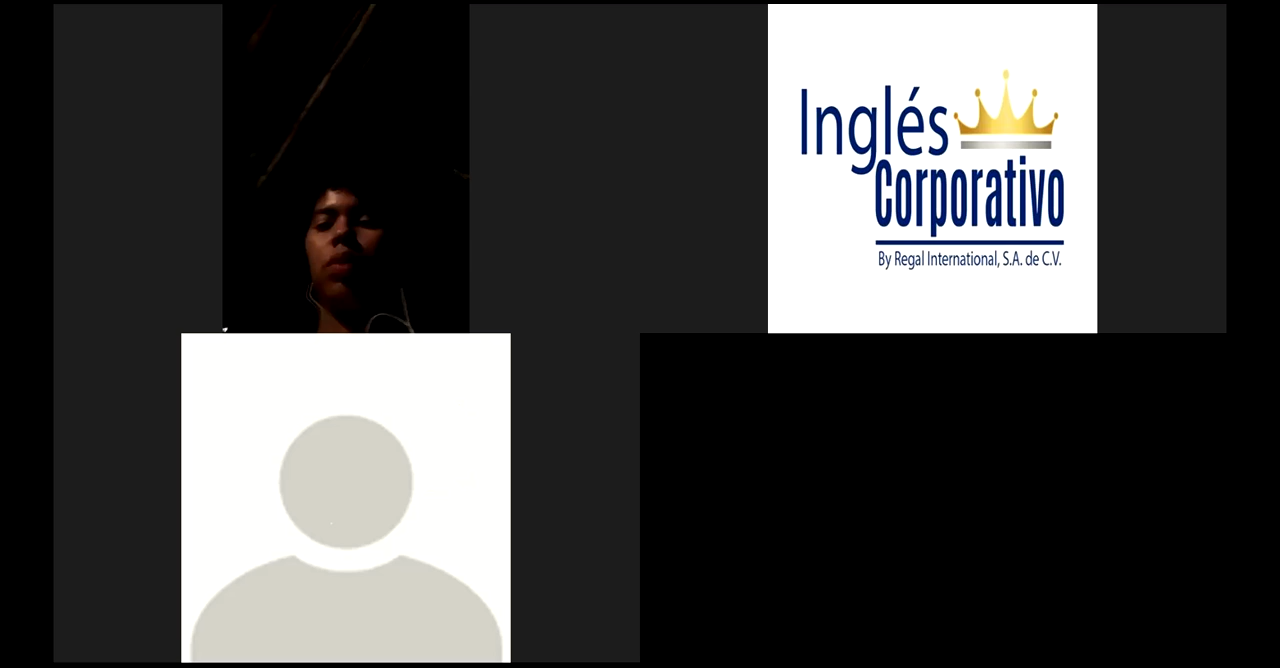 Inglés
Corporativo
By Regal International, S.A. de C.V.